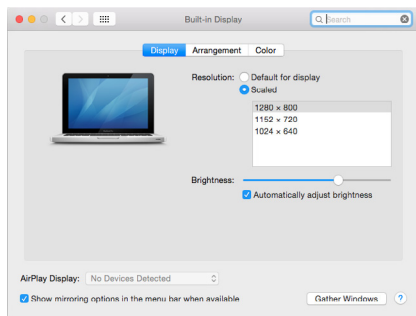 Built-in Display
Search
Display Arrangement Color
Resolution: Default for display
Scaled
1280 × 800
1152 × 720
1024 × 640
Brightness:
Automatically adjust brightness
AirPlay Display: No Devices Detected
Show mirroring options in the menu bar when available
Gather Windows ?